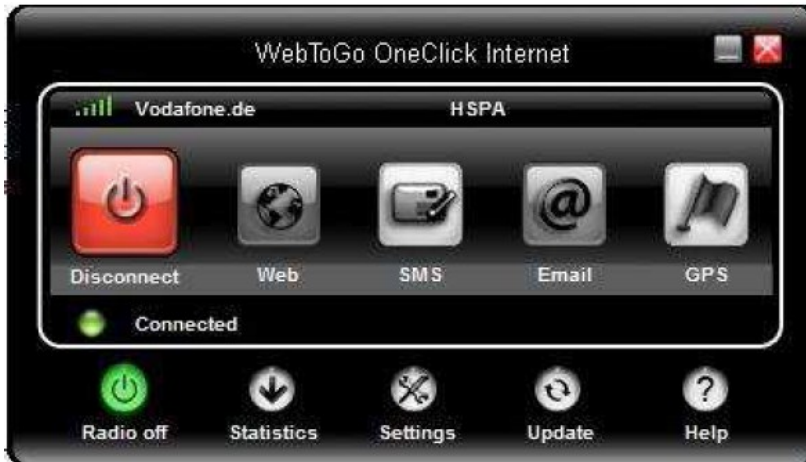 WebToGo OneClick Internet
Vodafone.de HSPA
Disconnect Web SMS Email GPS
Connected
Radio off Statistics Settings Update Help